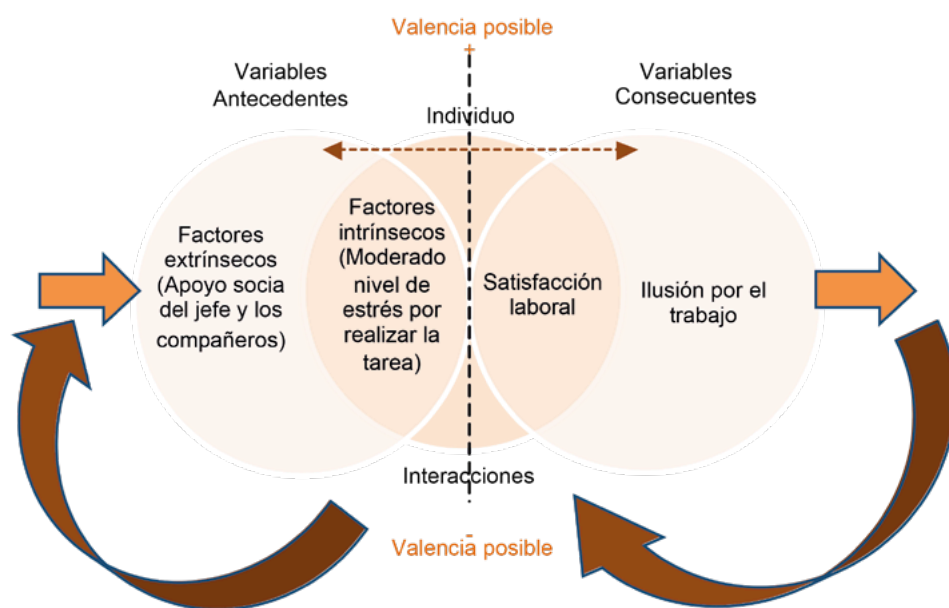 Valencia posible
+
Variables
Antecedentes
Variables
Consecuentes
Individuo
Factores
extrínsecos
(Apoyo socia
del jefe y los
compañeros)
Factores
intrínsecos
(Moderado
nivel de
estrés por
realizar la
tarea)
Satisfacción
laboral
Ilusión por el
trabajo
Interacciones
-
Valencia posible